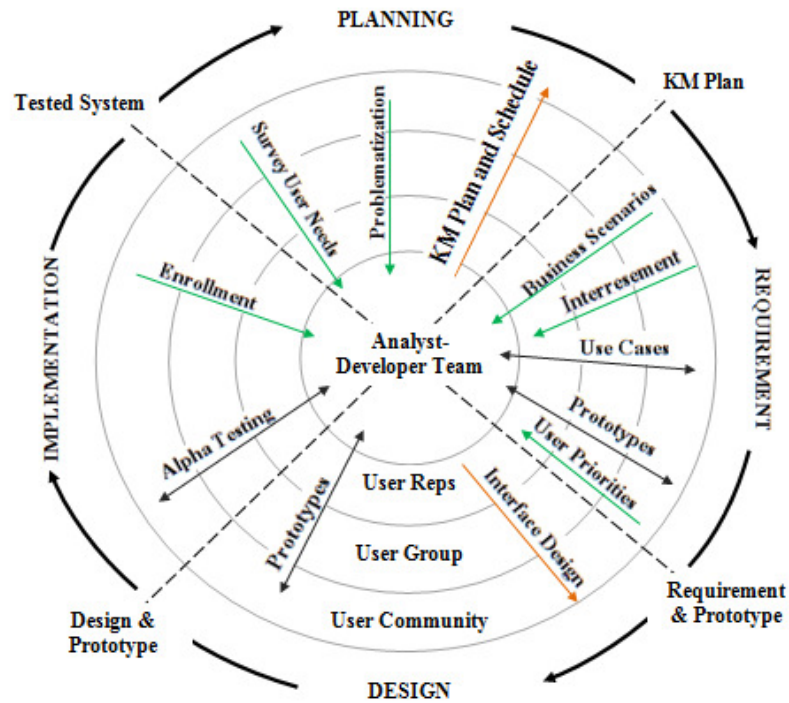 PLANNING
Tested System
KM Plan
Survey User Needs
Problematization
KM Plan and Schedule
Business Scenarios
Interresement
Enrollment
IMPLEMENTATION
REQUIREMENT
Analyst-
Developer Team
Use Cases
Prototypes
User Priorities
Alpha Testing
Prototypes
User Reps
Interface Design
User Group
User Community
Design &
Prototype
Requirement
& Prototype
DESIGN